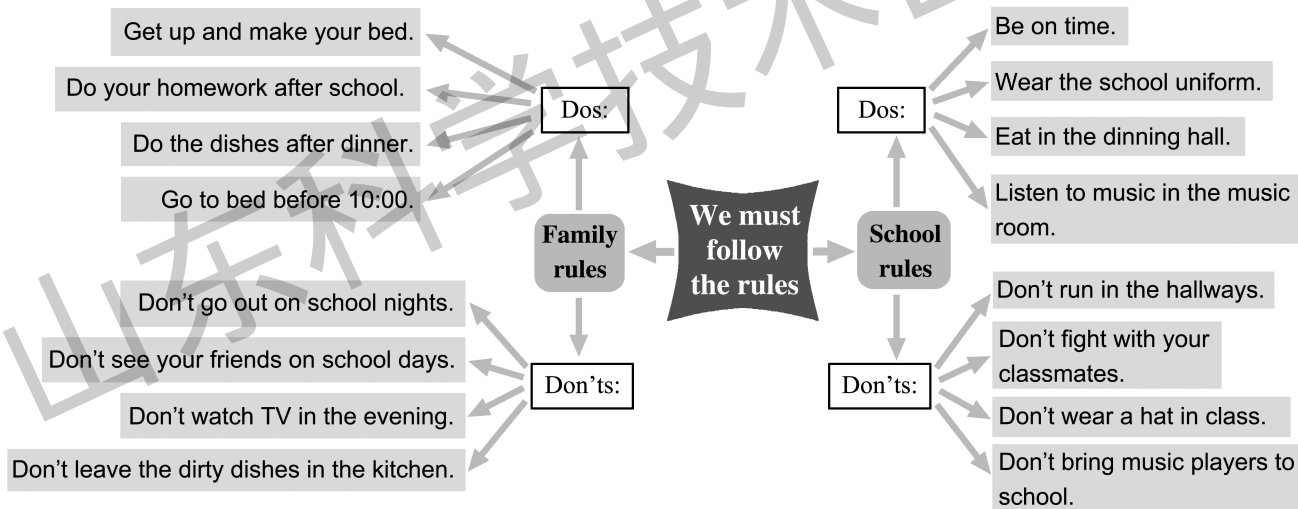 Get up and make your bed.
Do your homework after school.
Do the dishes after dinner.
Go to bed before 10:00.
Dos:
Family
rules
Don't go out on school nights.
Don't see your friends on school days.
Don't watch TV in the evening.
Don't leave the dirty dishes in the kitchen.
Don'ts:
We must
follow
the rules
Dos:
School
rules
Be on time.
Wear the school uniform.
Eat in the dinning hall.
Listen to music in the music
room.
Don'ts:
Don't run in the hallways.
Don't fight with your
classmates.
Don't wear a hat in class.
Don't bring music players to
school.
山东科学技术